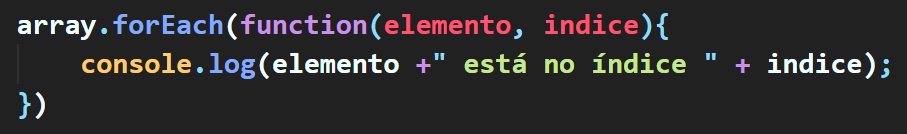 array.forEach(function(elemento, indice){
    console.log(elemento +" está no índice " + indice);
})